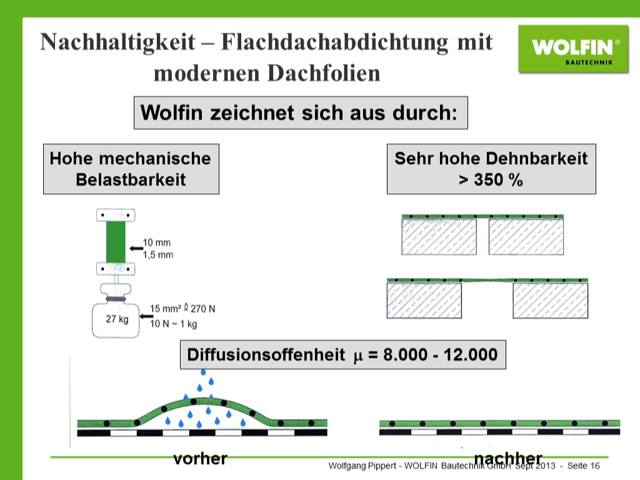 Nachhaltigkeit – Flachdachabdichtung mit
modernen Dachfolien
WOLFIN®
BAUTECHNIK
Wolfin zeichnet sich aus durch:
Hohe mechanische
Belastbarkeit
Sehr hohe Dehnbarkeit
> 350 %
10 mm
1,5 mm
15 mm² ≙ 270 N
10 N ~ 1 kg
27 kg
Diffusionsoffenheit µ = 8.000 - 12.000
vorher
nachher
Wolfgang Pippert - WOLFIN Bautechnik GmbH Sept 2013 - Seite 16